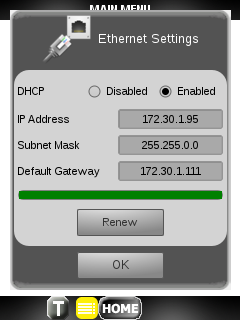 MAIN MENU
Ethernet Settings
DHCP Disabled Enabled
IP Address 172.30.1.95
Subnet Mask 255.255.0.0
Default Gateway 172.30.1.111
Renew
OK
T HOME